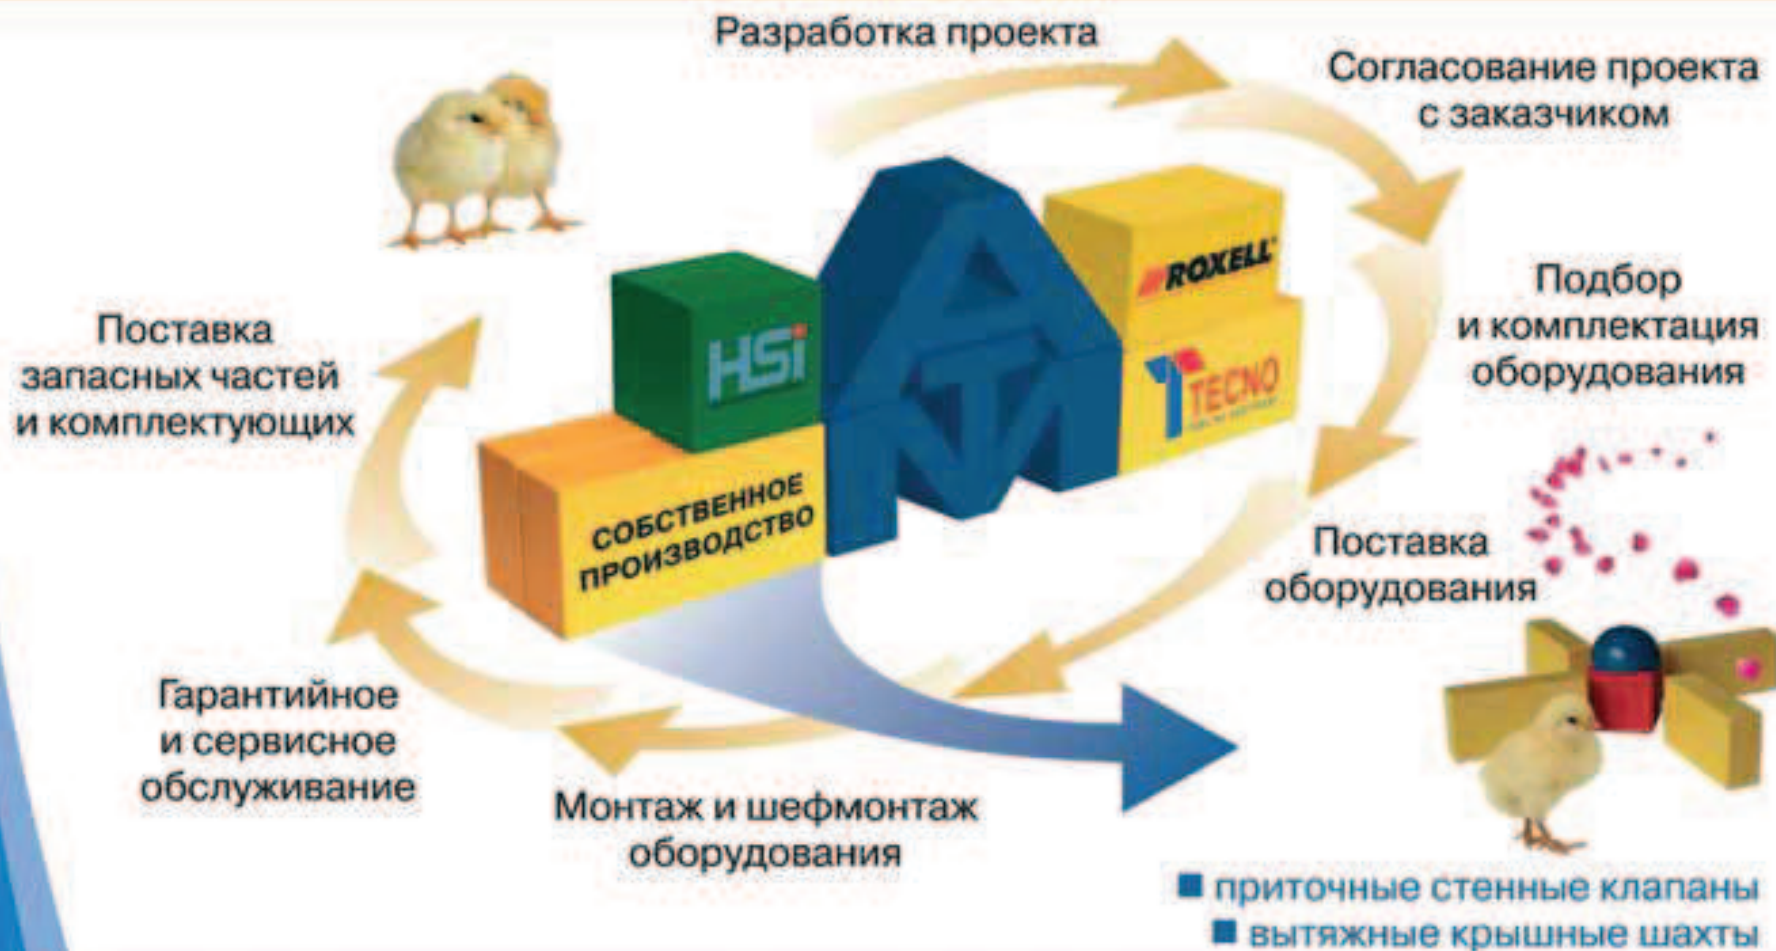 Разработка проекта
Согласование проекта
с заказчиком
Подбор
и комплектация
оборудования
Поставка
оборудования
Монтаж и шефмонтаж
оборудования
Гарантийное
и сервисное
обслуживание
Поставка
запасных частей
и комплектующих
HSi
ROXELL
TECNO
СОБСТВЕННОЕ
ПРОИЗВОДСТВО
приточные стенные клапаны
вытяжные крышные шахты